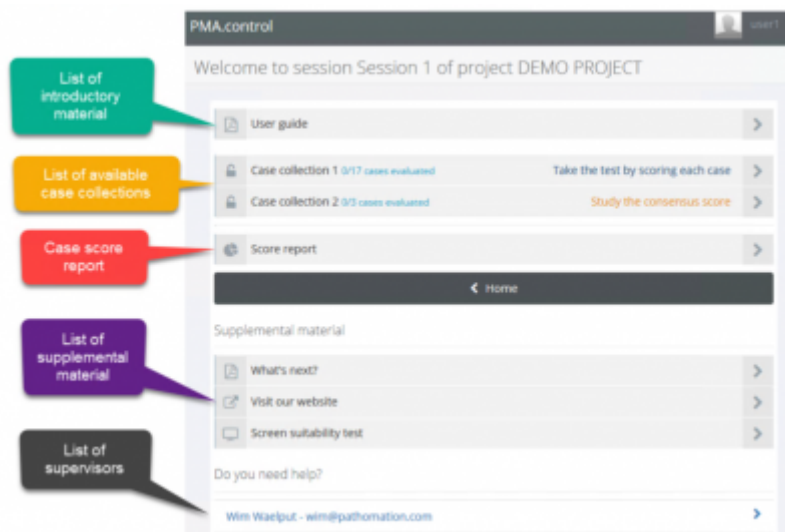 PMA.control
user1
Welcome to session Session 1 of project DEMO PROJECT
List of
introductory
material
User guide
List of available
case collections
Case collection 1 0/17 cases evaluated
Take the test by scoring each case
Case collection 2 0/3 cases evaluated
Study the consensus score
Case score
report
Score report
Home
Supplemental material
List of
supplemental
material
What's next?
Visit our website
Screen suitability test
List of
supervisors
Do you need help?
Wim Waelput - wim@pathomation.com